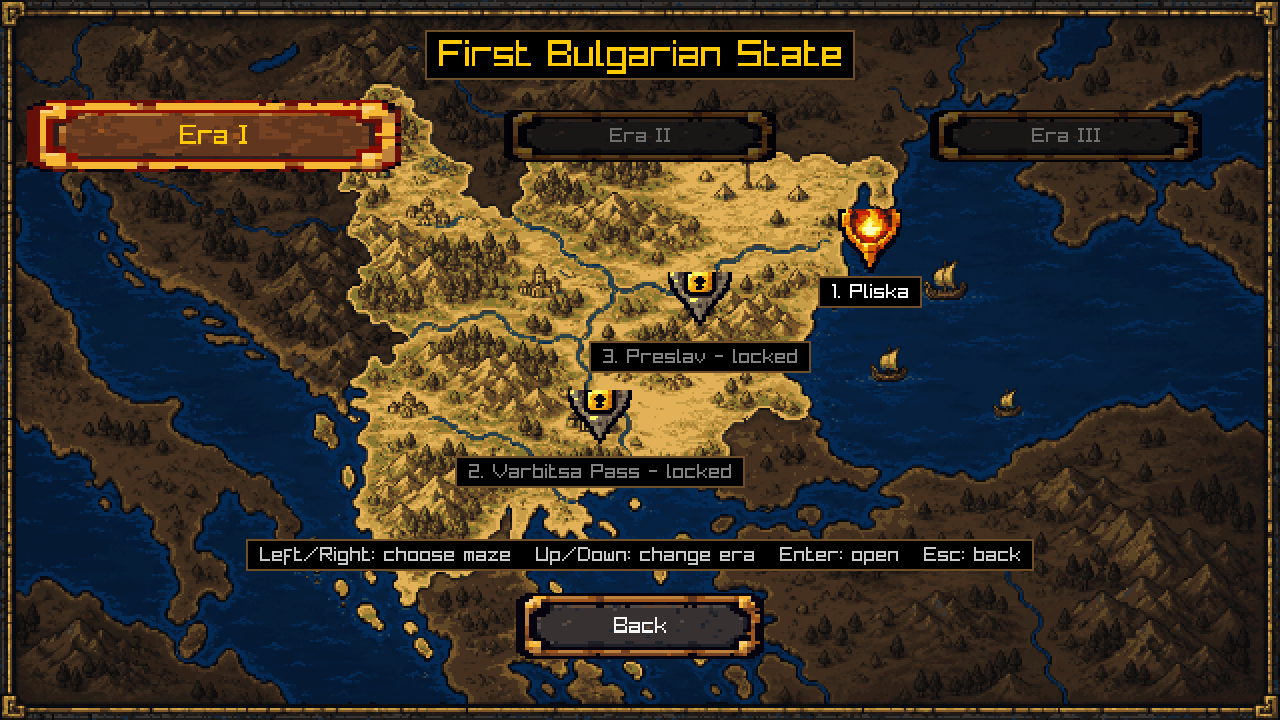 First Bulgarian State
Era I
Era II
Era III
1. Pliska
3. Preslav - locked
2. Varbitsa Pass - locked
Left/Right: choose maze Up/Down: change era Enter: open Esc: back
Back